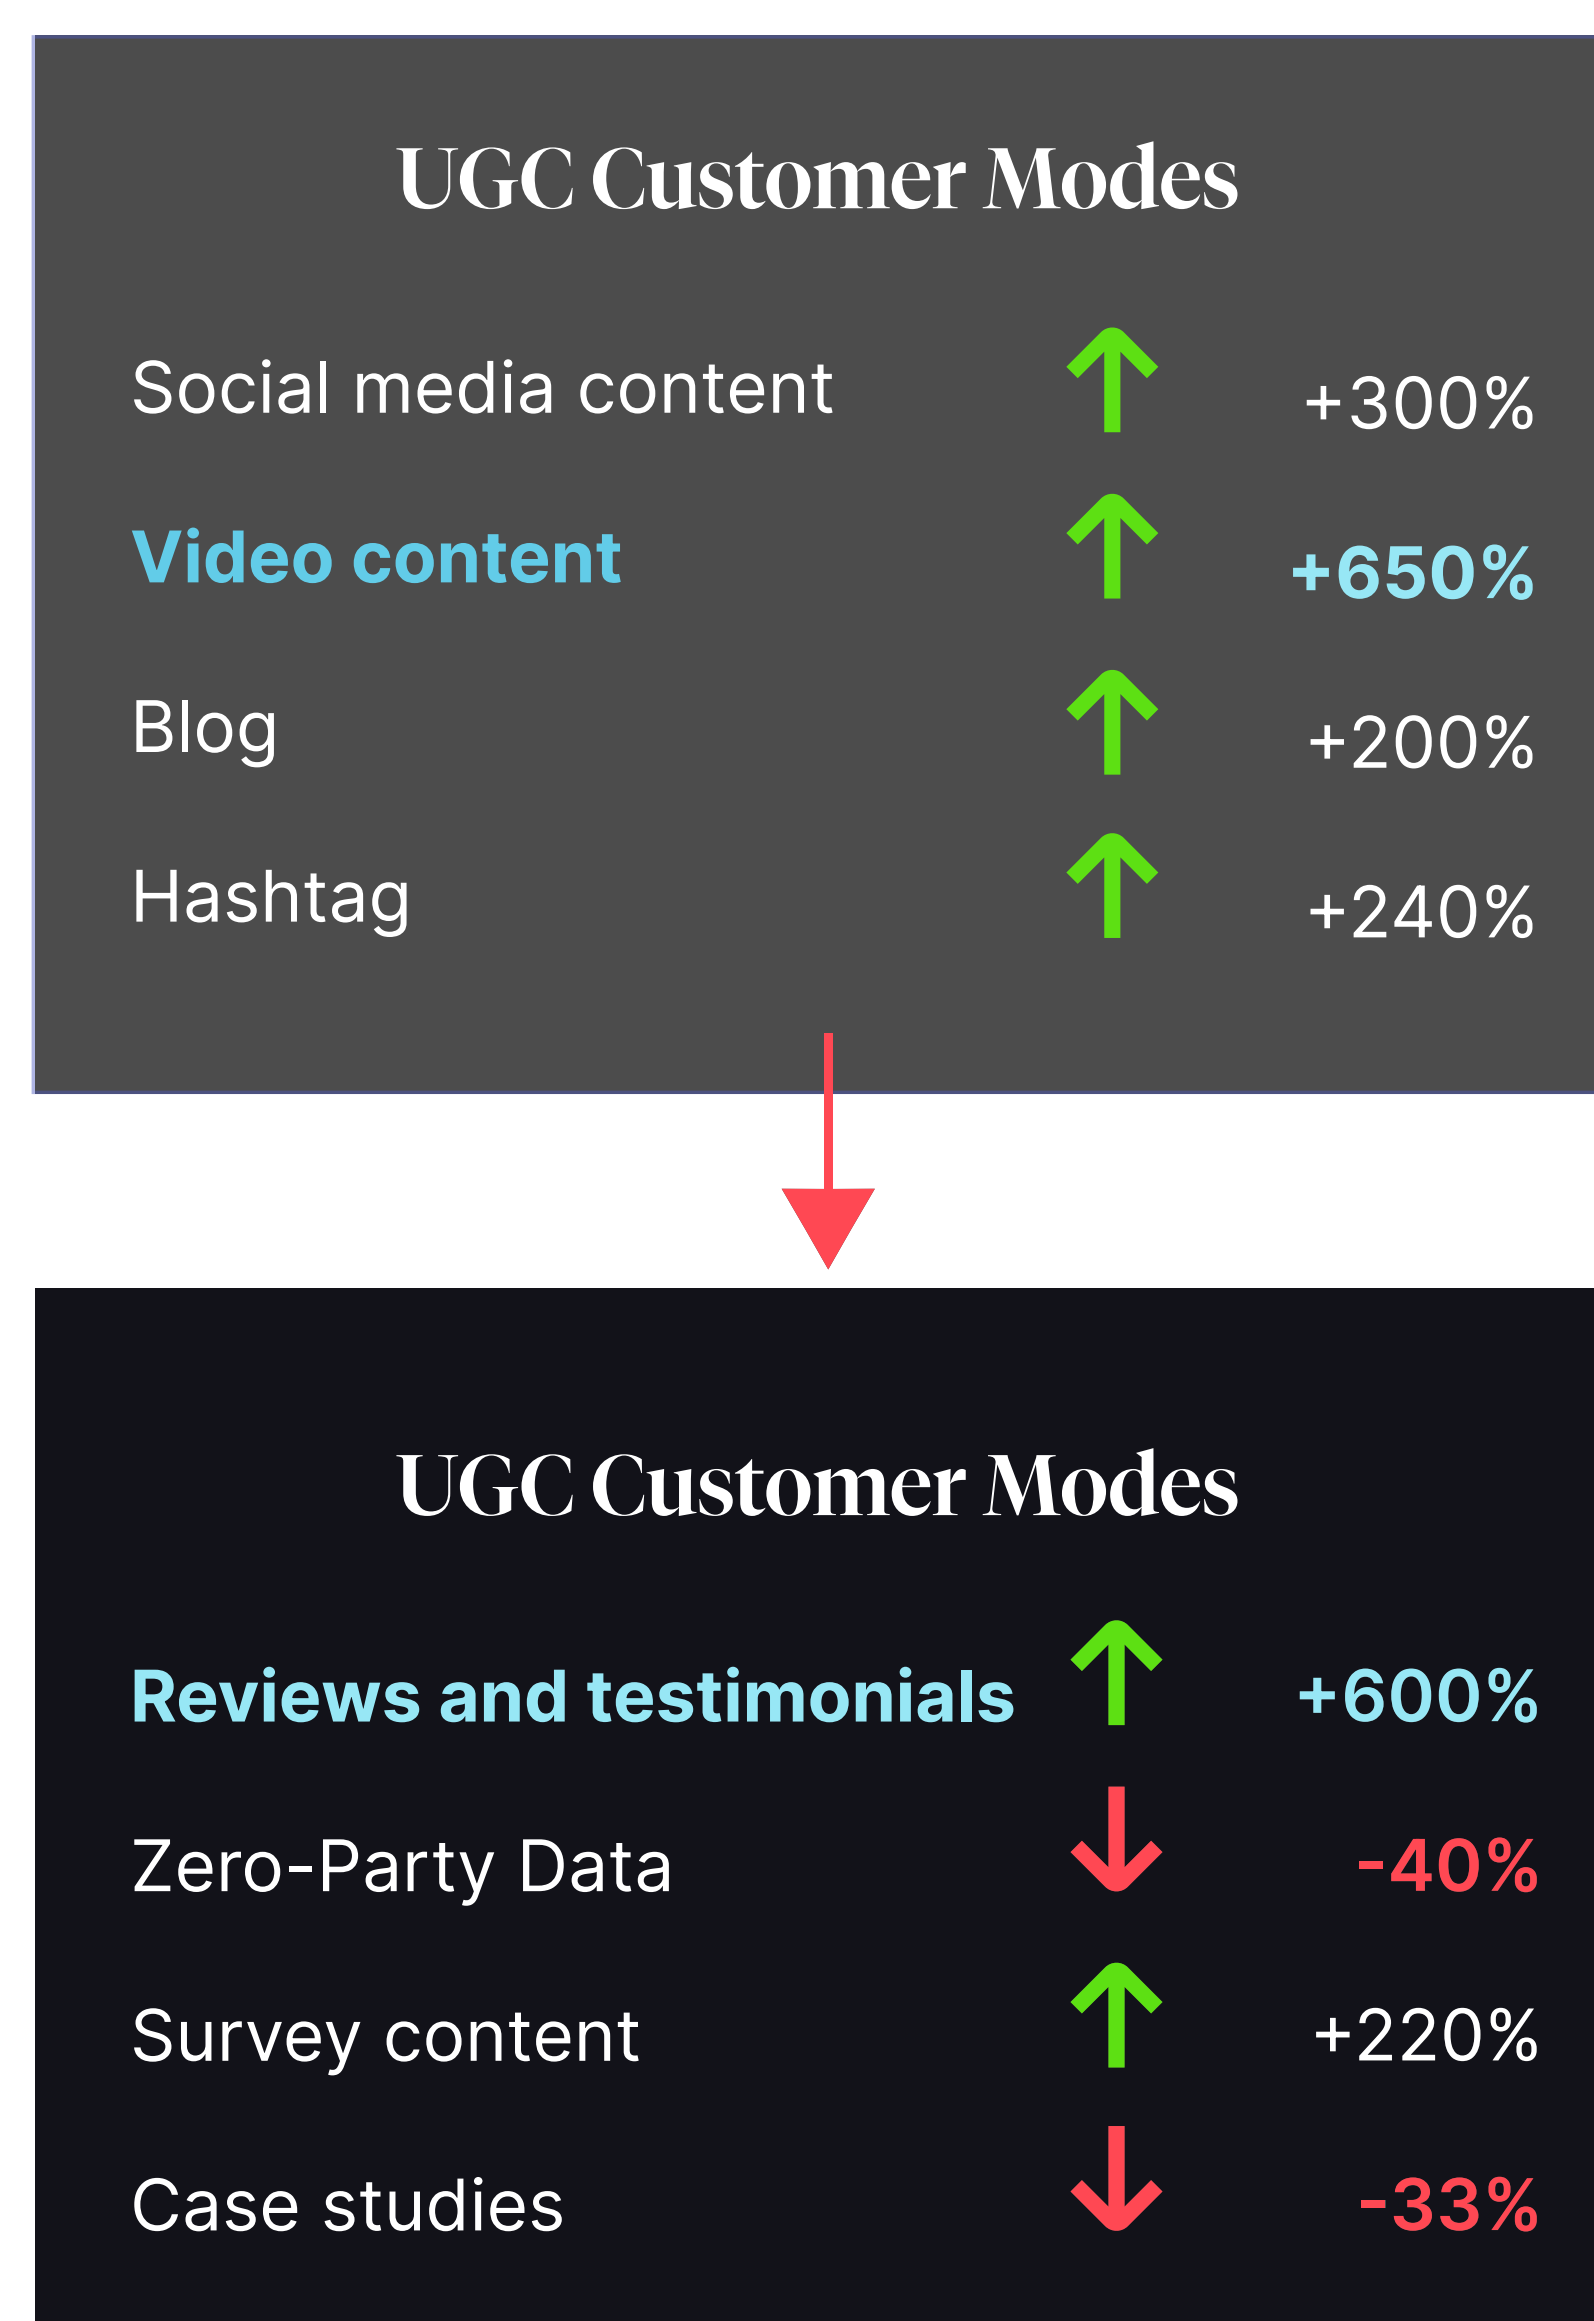 UGC Customer Modes
Social media content +300%
Video content +650%
Blog +200%
Hashtag +240%
UGC Customer Modes
Reviews and testimonials +600%
Zero-Party Data -40%
Survey content +220%
Case studies -33%